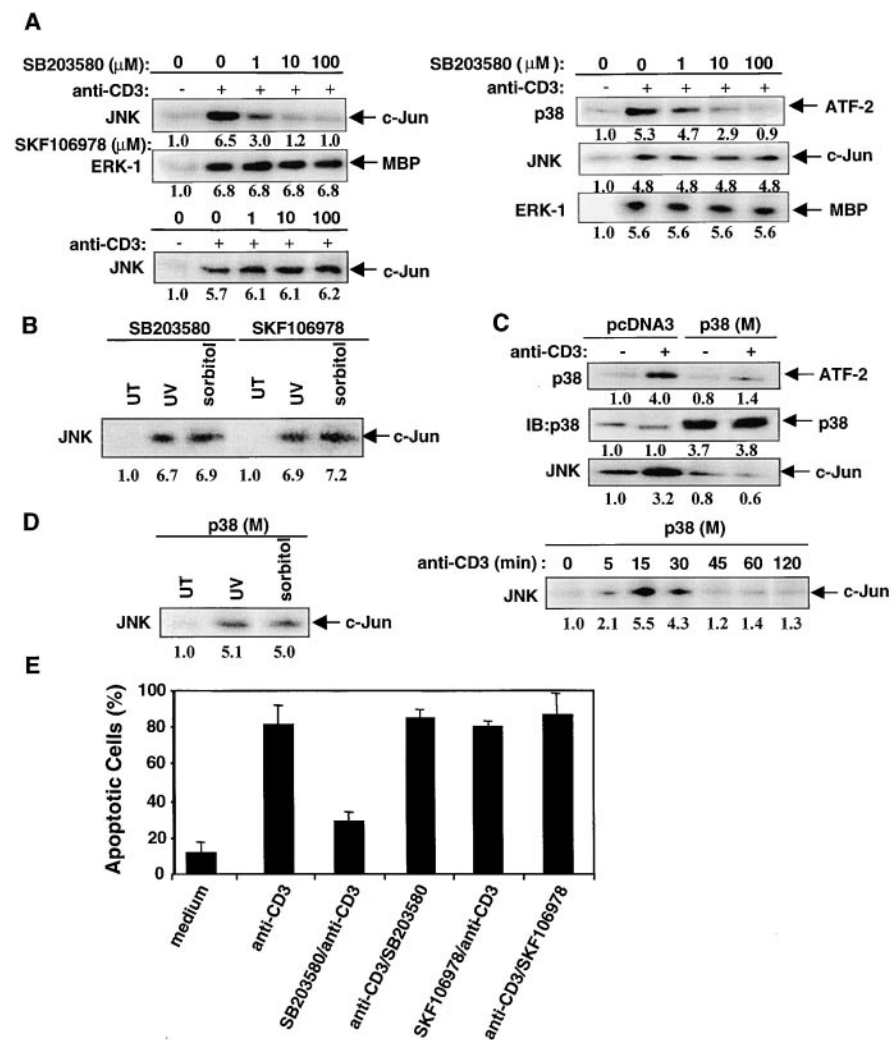 A
SB203580 (μM): 0 0 1 10 100
anti-CD3: - + + + +
JNK c-Jun
1.0 6.5 3.0 1.2 1.0
SKF106978 (μM)
ERK-1 MBP
1.0 6.8 6.8 6.8 6.8
0 0 1 10 100
anti-CD3: - + + + +
JNK c-Jun
1.0 5.7 6.1 6.1 6.2
SB203580 (μM): 0 0 1 10 100
anti-CD3: - + + + +
p38 ATF-2
1.0 5.3 4.7 2.9 0.9
JNK c-Jun
1.0 4.8 4.8 4.8 4.8
ERK-1 MBP
1.0 5.6 5.6 5.6 5.6
B
SB203580 SKF106978
UT UV sorbitol UT UV sorbitol
JNK c-Jun
1.0 6.7 6.9 1.0 6.9 7.2
C
pcDNA3 p38 (M)
anti-CD3: - + - +
p38 ATF-2
1.0 4.0 0.8 1.4
IB:p38 p38
1.0 1.0 3.7 3.8
JNK c-Jun
1.0 3.2 0.8 0.6
p38 (M)
anti-CD3 (min) : 0 5 15 30 45 60 120
JNK c-Jun
1.0 2.1 5.5 4.3 1.2 1.4 1.3
D
p38 (M)
UT UV sorbitol
JNK c-Jun
1.0 5.1 5.0
E
Apoptotic Cells (%)
100
80
60
40
20
0
medium
anti-CD3
SB203580/anti-CD3
anti-CD3/SB203580
SKF106978/anti-CD3
anti-CD3/SKF106978